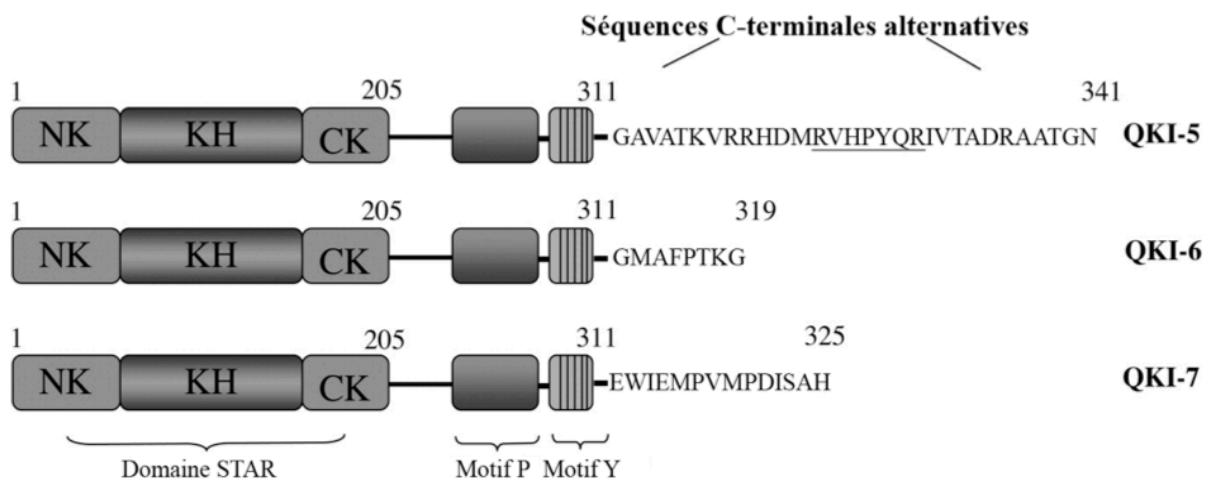 Séquences C-terminales alternatives
1 205 311 341
NK KH CK GAVATKVRRHDMRVHPYQRIVTADRAATGN QKI-5
1 205 311 319
NK KH CK GMAFPTKG QKI-6
1 205 311 325
NK KH CK EWIEMPVMPDISAH QKI-7
Domaine STAR Motif P Motif Y